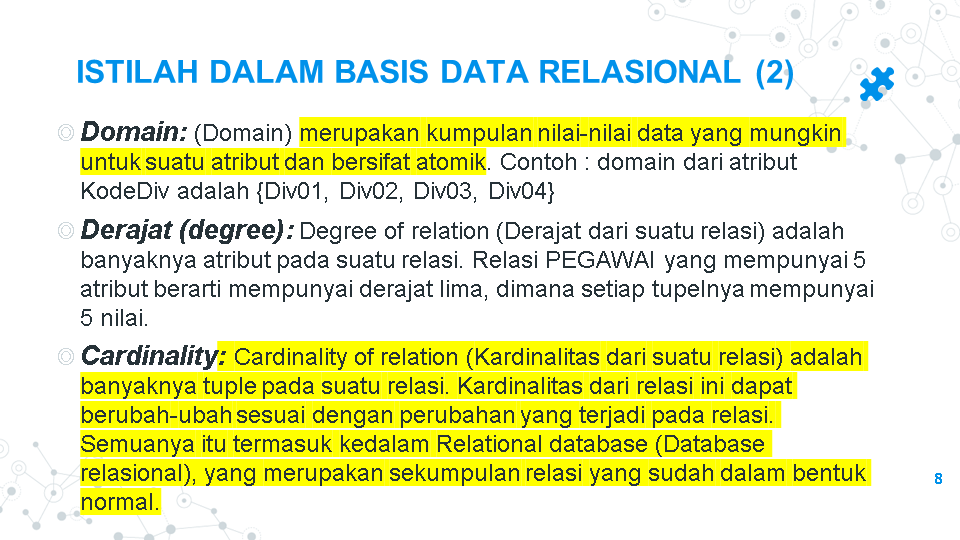 ISTILAH DALAM BASIS DATA RELASIONAL (2)
Domain: (Domain) merupakan kumpulan nilai-nilai data yang mungkin
untuk suatu atribut dan bersifat atomik. Contoh : domain dari atribut
KodeDiv adalah {Div01, Div02, Div03, Div04}
Derajat (degree): Degree of relation (Derajat dari suatu relasi) adalah
banyaknya atribut pada suatu relasi. Relasi PEGAWAI yang mempunyai 5
atribut berarti mempunyai derajat lima, dimana setiap tupelnya mempunyai
5 nilai.
Cardinality: Cardinality of relation (Kardinalitas dari suatu relasi) adalah
banyaknya tuple pada suatu relasi. Kardinalitas dari relasi ini dapat
berubah-ubah sesuai dengan perubahan yang terjadi pada relasi.
Semuanya itu termasuk kedalam Relational database (Database
relasional), yang merupakan sekumpulan relasi yang sudah dalam bentuk
normal.
8